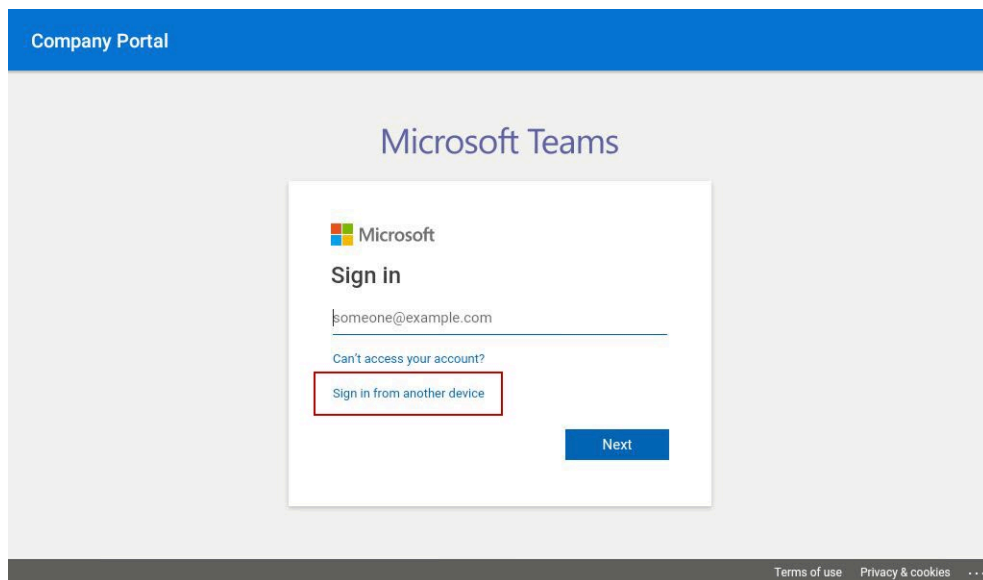 Company Portal
Microsoft Teams
Microsoft
Sign in
someone@example.com
Can't access your account?
Sign in from another device
Next
Terms of use Privacy & cookies ...